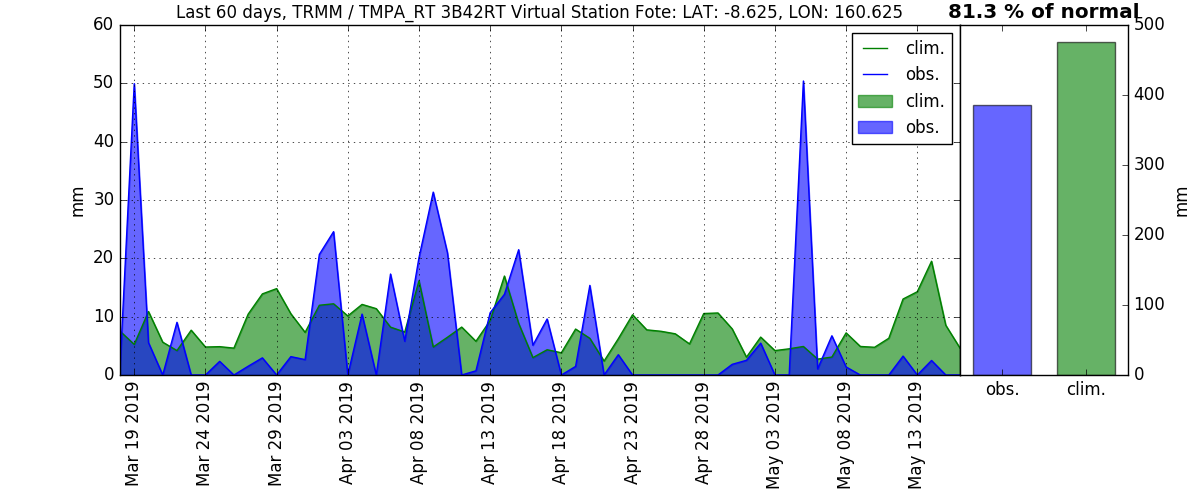 Last 60 days, TRMM / TMPA_RT 3B42RT Virtual Station Fote: LAT: -8.625, LON: 160.625
81.3 % of normal
60
50
40
30
20
10
0
mm
clim.
obs.
clim.
obs.
Mar 19 2019
Mar 24 2019
Mar 29 2019
Apr 03 2019
Apr 08 2019
Apr 13 2019
Apr 18 2019
Apr 23 2019
Apr 28 2019
May 03 2019
May 08 2019
May 13 2019
500
400
300
200
100
0
mm
obs.
clim.